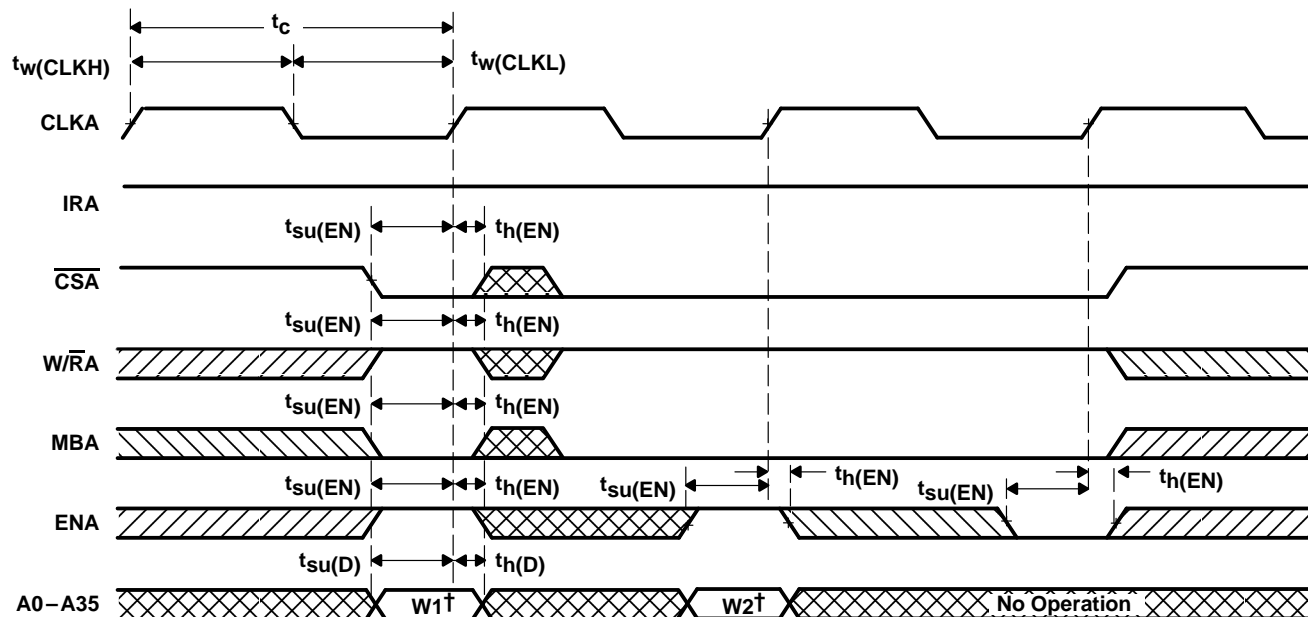 tc
tw(CLKH) tw(CLKL)
CLKA
IRA
tsu(EN) th(EN)
CSA
tsu(EN) th(EN)
W/RA
tsu(EN) th(EN)
MBA
tsu(EN) th(EN) tsu(EN) th(EN) tsu(EN) th(EN)
ENA
tsu(D) th(D)
A0–A35 W1† W2† No Operation